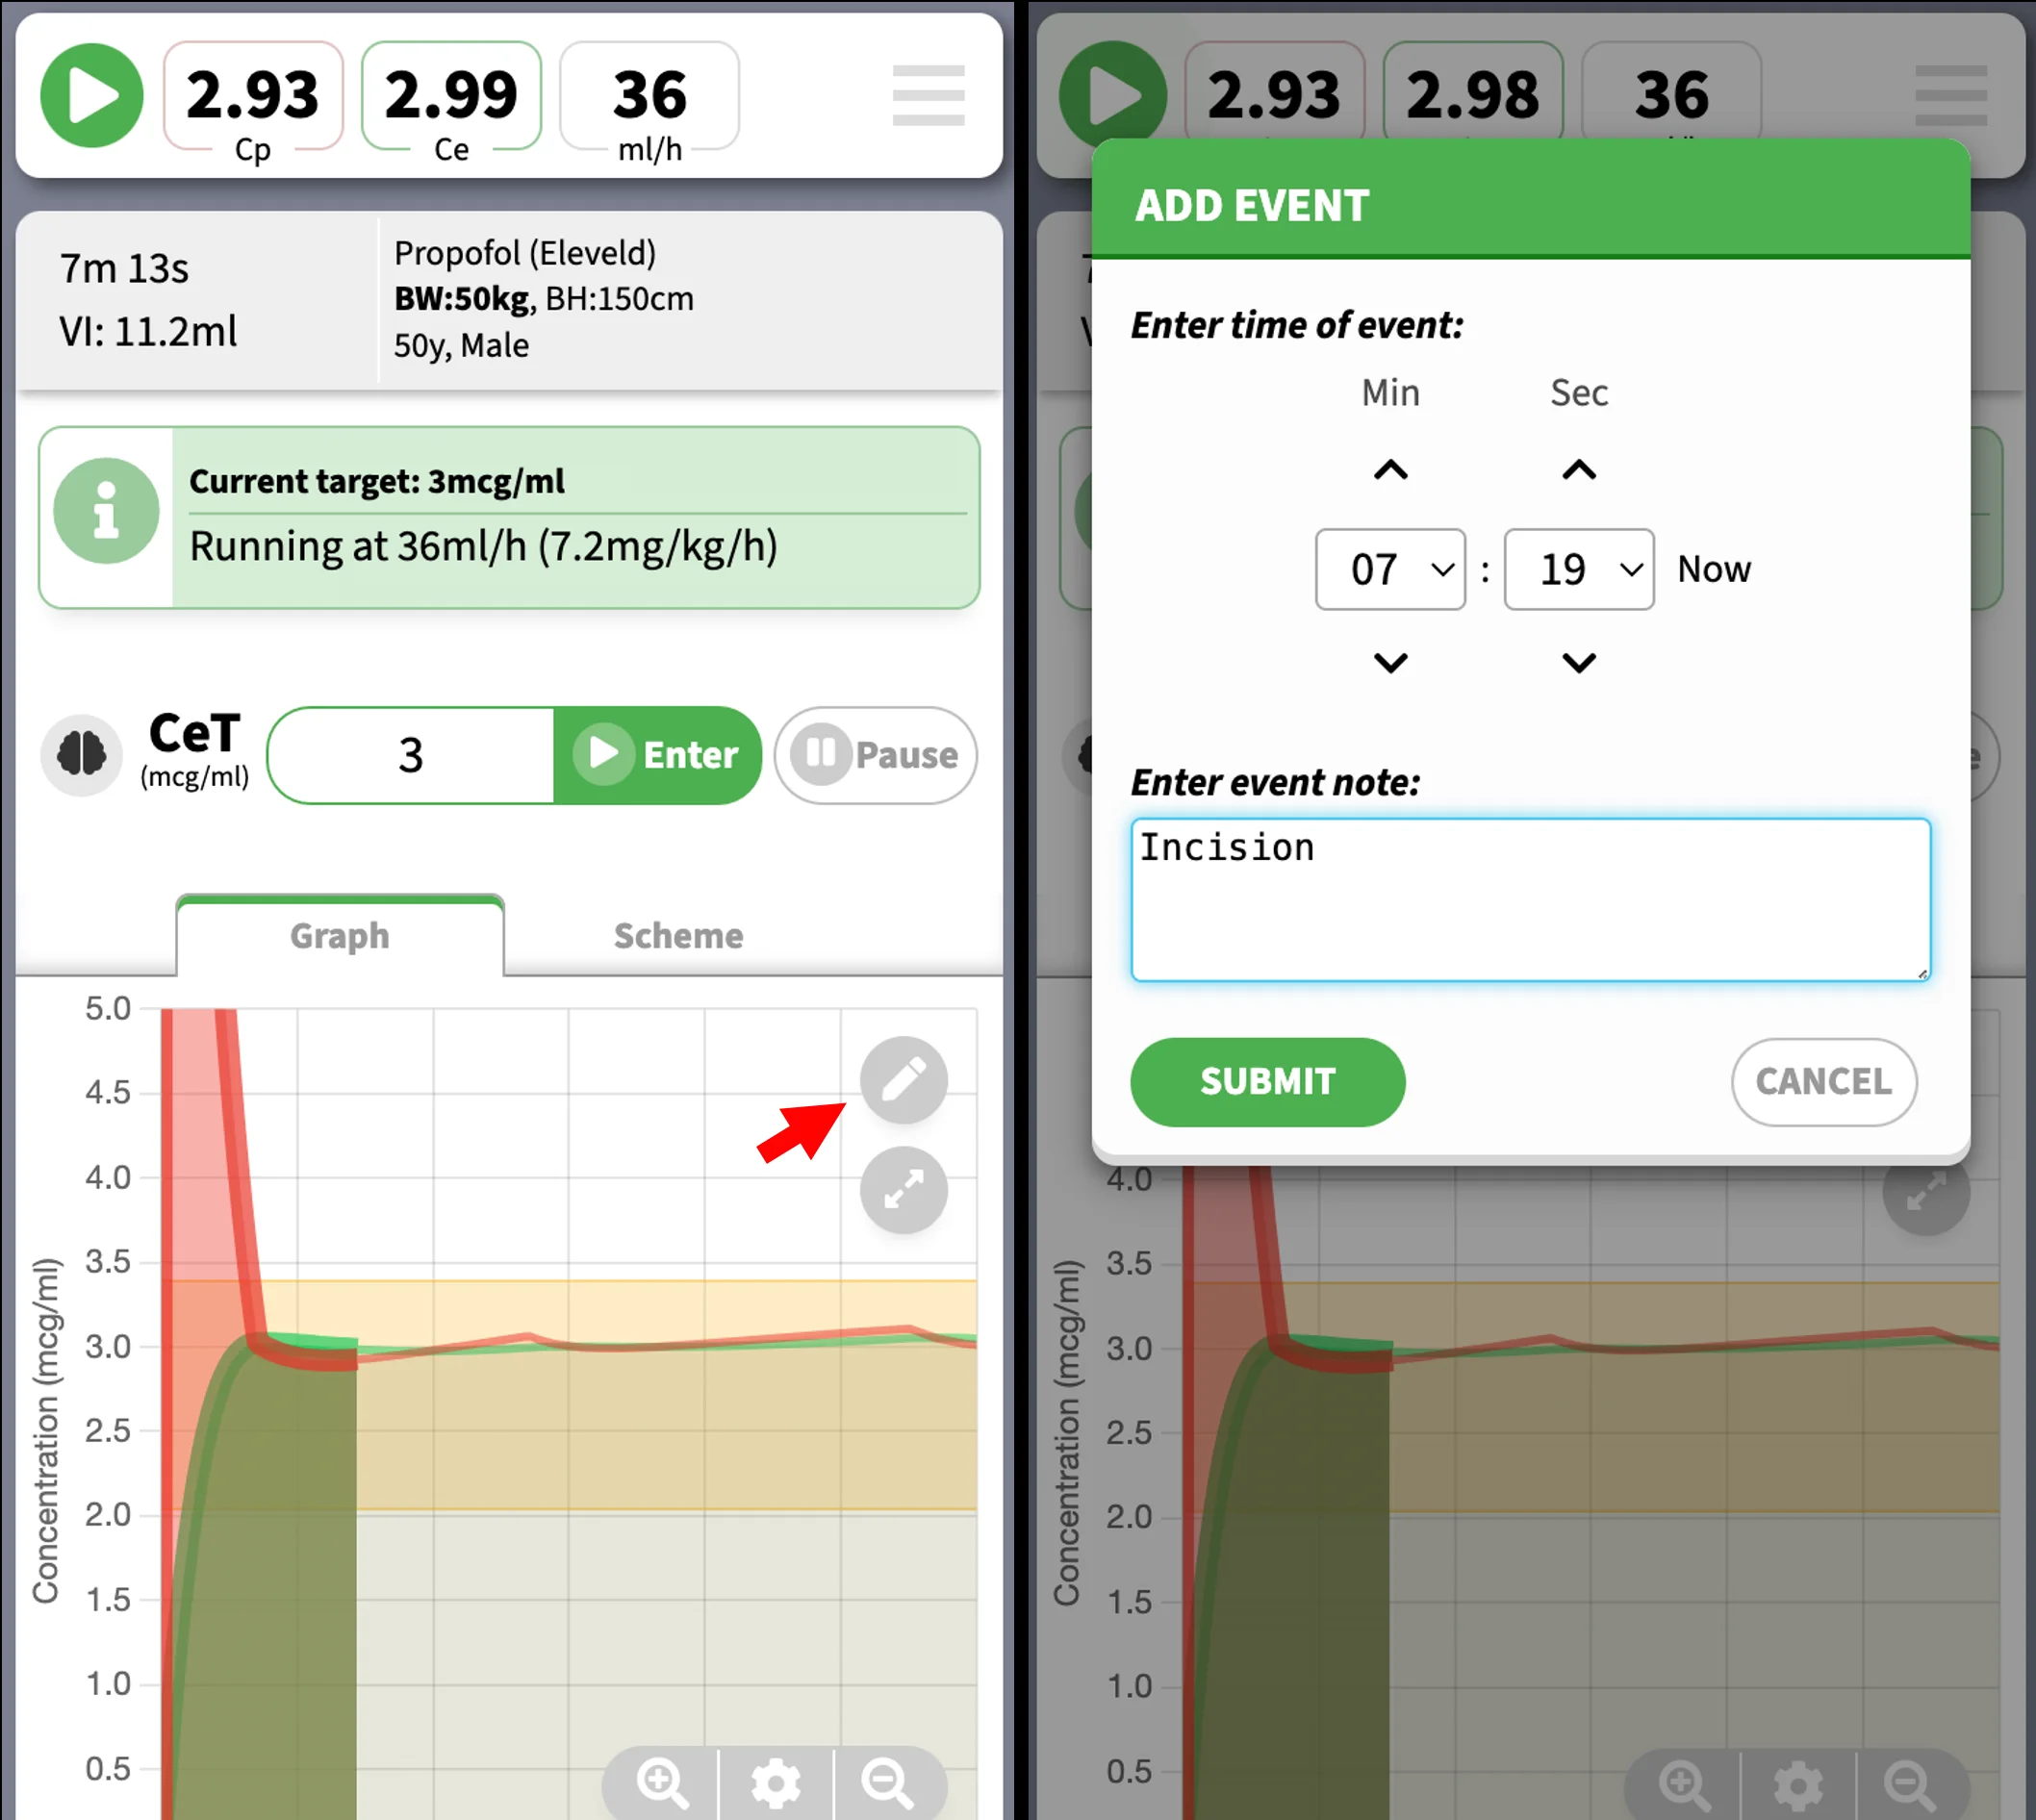 2.93
Cp
2.99
Ce
36
ml/h
7m 13s
VI: 11.2ml
Propofol (Eleveld)
BW:50kg, BH:150cm
50y, Male
Current target: 3mcg/ml
Running at 36ml/h (7.2mg/kg/h)
CeT
(mcg/ml)
3
Enter
Pause
Graph
Scheme
Concentration (mcg/ml)
5.0
4.5
4.0
3.5
3.0
2.5
2.0
1.5
1.0
0.5
2.93
2.98
36
ADD EVENT
Enter time of event:
Min
Sec
07 : 19 Now
Enter event note:
Incision
SUBMIT
CANCEL
Concentration (mcg/ml)
4.0
3.5
3.0
2.5
2.0
1.5
1.0
0.5